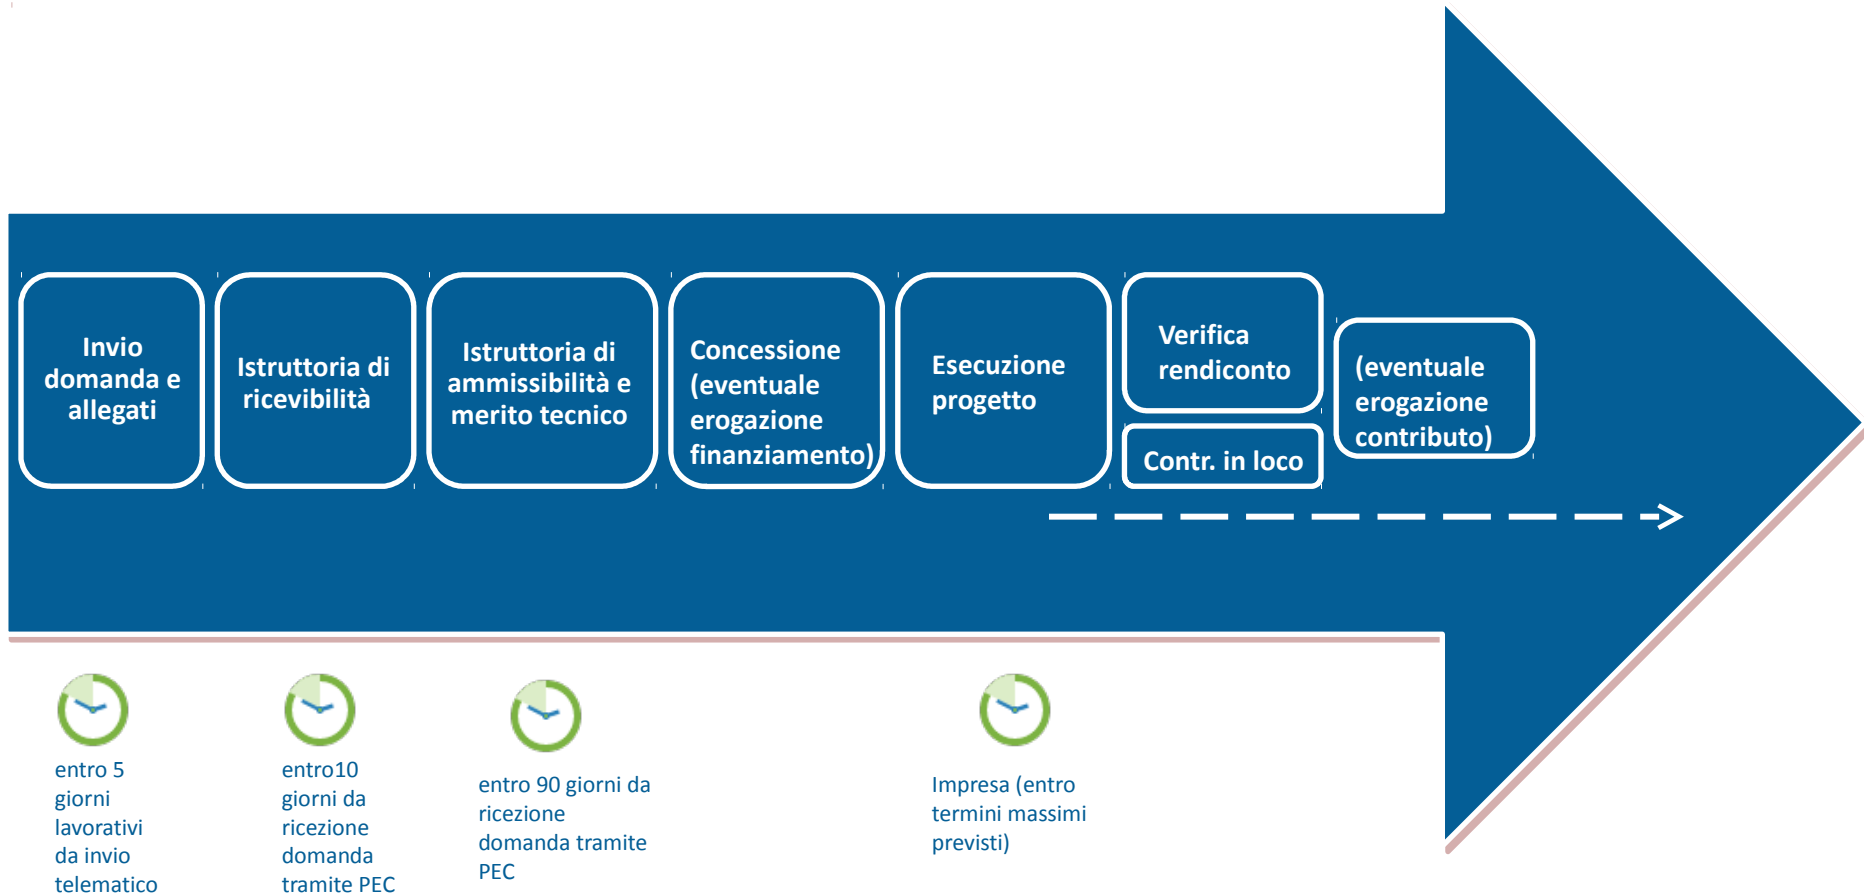 Invio
domanda e
allegati
Istruttoria di
ricevibilità
Istruttoria di
ammissibilità e
merito tecnico
Concessione
(eventuale
erogazione
finanziamento)
Esecuzione
progetto
Verifica
rendiconto
Contr. in loco
(eventuale
erogazione
contributo)
entro 5
giorni
lavorativi
da invio
telematico
entro10
giorni da
ricezione
domanda
tramite PEC
entro 90 giorni da
ricezione
domanda tramite
PEC
Impresa (entro
termini massimi
previsti)